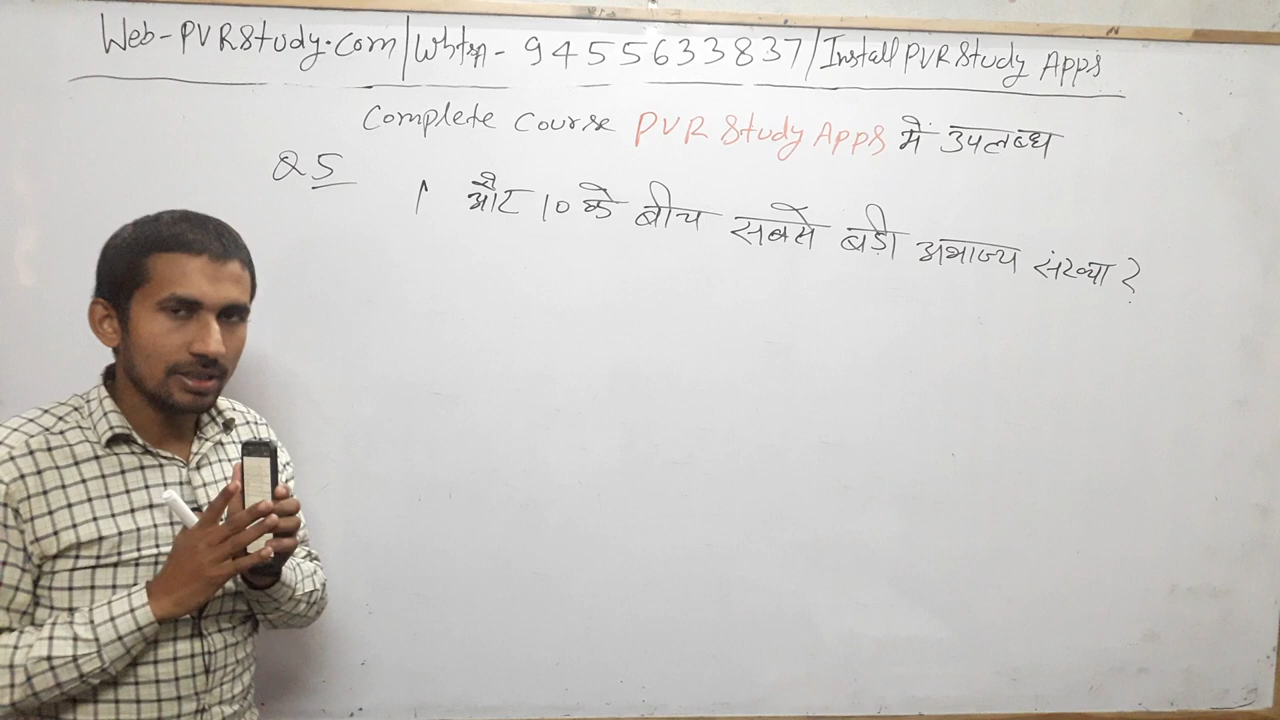 Web-PVRStudy.com/Whtsp-9455633837/Install PVR Study Apps
Complete Course PVR Study Apps में उपलब्ध
Q5
1 और 10 के बीच सबसे बड़ी अभाज्य संख्या ?